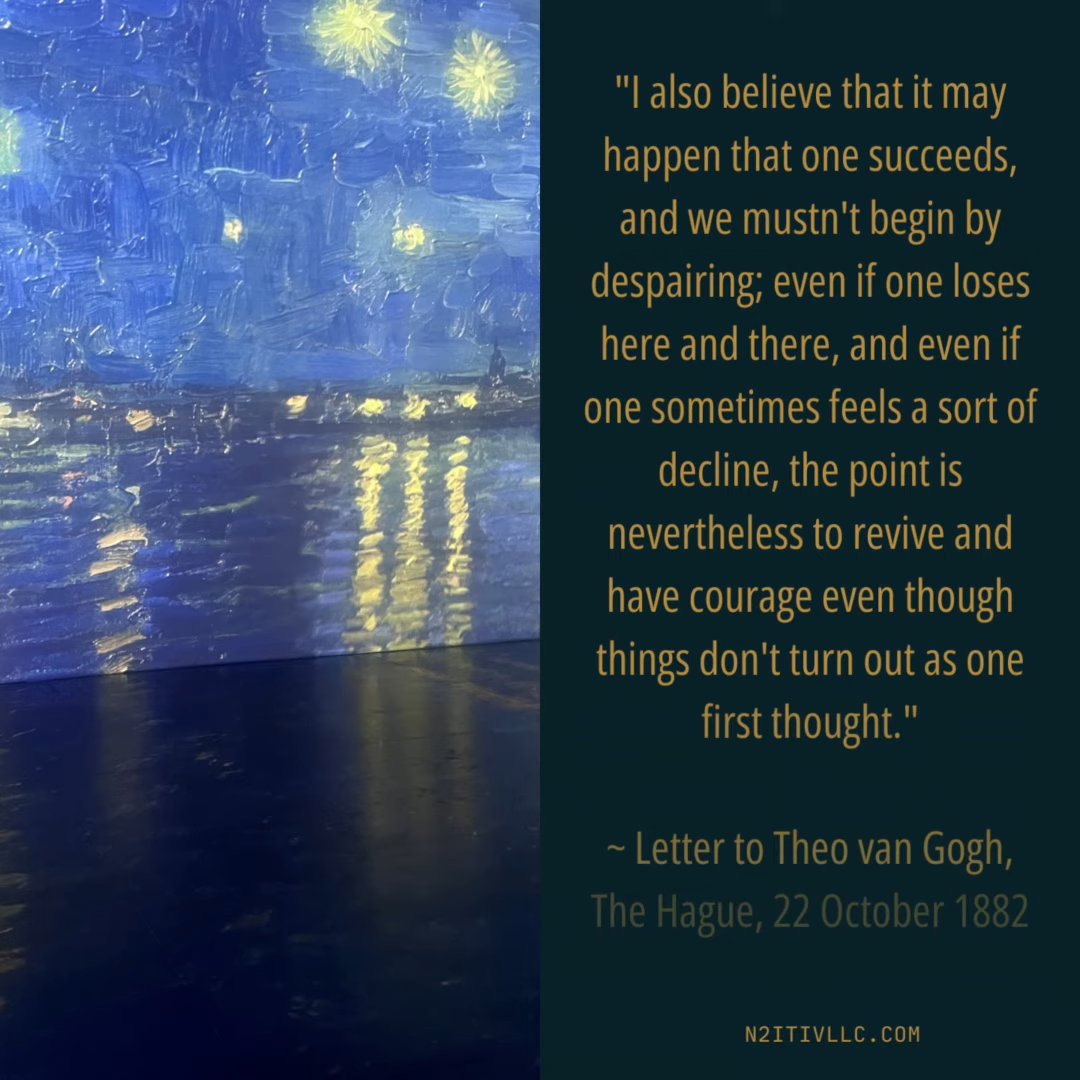 "I also believe that it may
happen that one succeeds,
and we mustn't begin by
despairing; even if one loses
here and there, and even if
one sometimes feels a sort of
decline, the point is
nevertheless to revive and
have courage even though
things don't turn out as one
first thought."
~ Letter to Theo van Gogh,
The Hague, 22 October 1882
N2ITIVLLC.COM